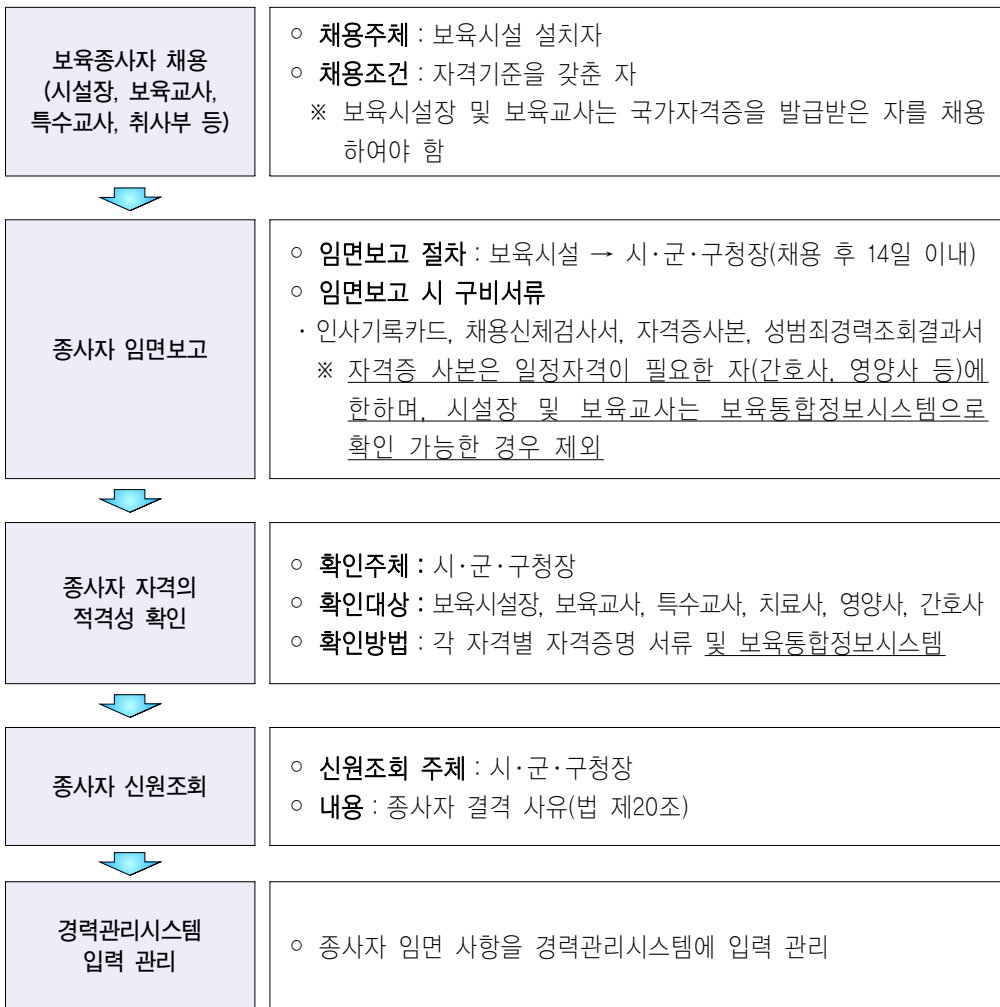 보육종사자 채용
(시설장, 보육교사,
특수교사, 취사부 등)
○ 채용주체 : 보육시설 설치자
○ 채용조건 : 자격기준을 갖춘 자
※ 보육시설장 및 보육교사는 국가자격증을 발급받은 자를 채용
하여야 함
종사자 임면보고
○ 임면보고 절차 : 보육시설 → 시·군·구청장(채용 후 14일 이내)
○ 임면보고 시 구비서류
· 인사기록카드, 채용신체검사서, 자격증사본, 성범죄경력조회결과서
※ 자격증 사본은 일정자격이 필요한 자(간호사, 영양사 등)에
한하며, 시설장 및 보육교사는 보육통합정보시스템으로
확인 가능한 경우 제외
종사자 자격의
적격성 확인
○ 확인주체 : 시·군·구청장
○ 확인대상 : 보육시설장, 보육교사, 특수교사, 치료사, 영양사, 간호사
○ 확인방법 : 각 자격별 자격증명 서류 및 보육통합정보시스템
종사자 신원조회
○ 신원조회 주체 : 시·군·구청장
○ 내용 : 종사자 결격 사유(법 제20조)
경력관리시스템
입력 관리
○ 종사자 임면 사항을 경력관리시스템에 입력 관리